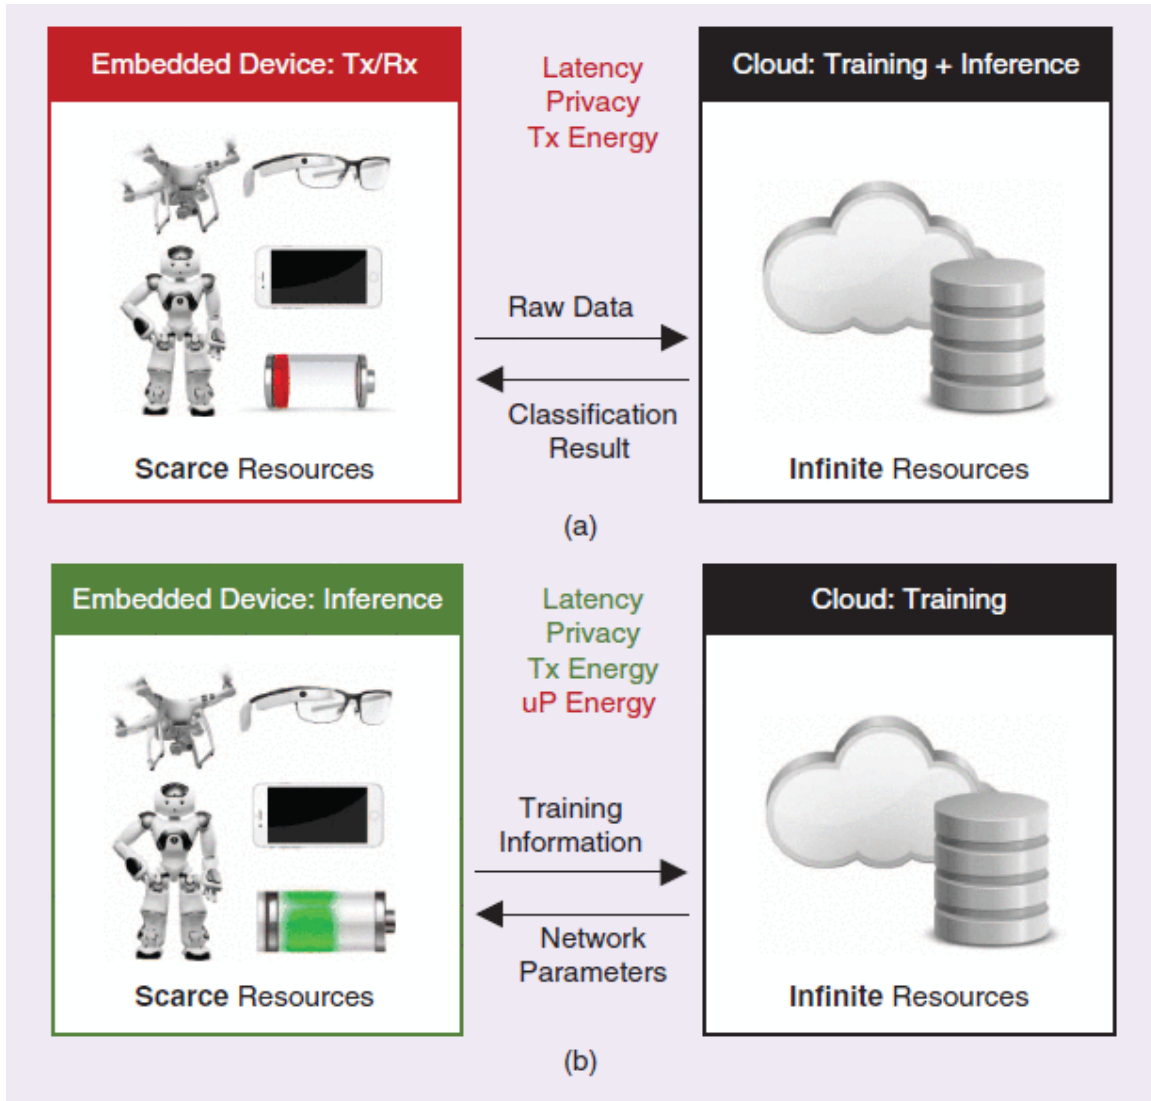 Embedded Device: Tx/Rx
Latency
Privacy
Tx Energy
Cloud: Training + Inference
Raw Data
Classification
Result
Scarce Resources
Infinite Resources
(a)
Embedded Device: Inference
Latency
Privacy
Tx Energy
uP Energy
Cloud: Training
Training
Information
Network
Parameters
Scarce Resources
Infinite Resources
(b)